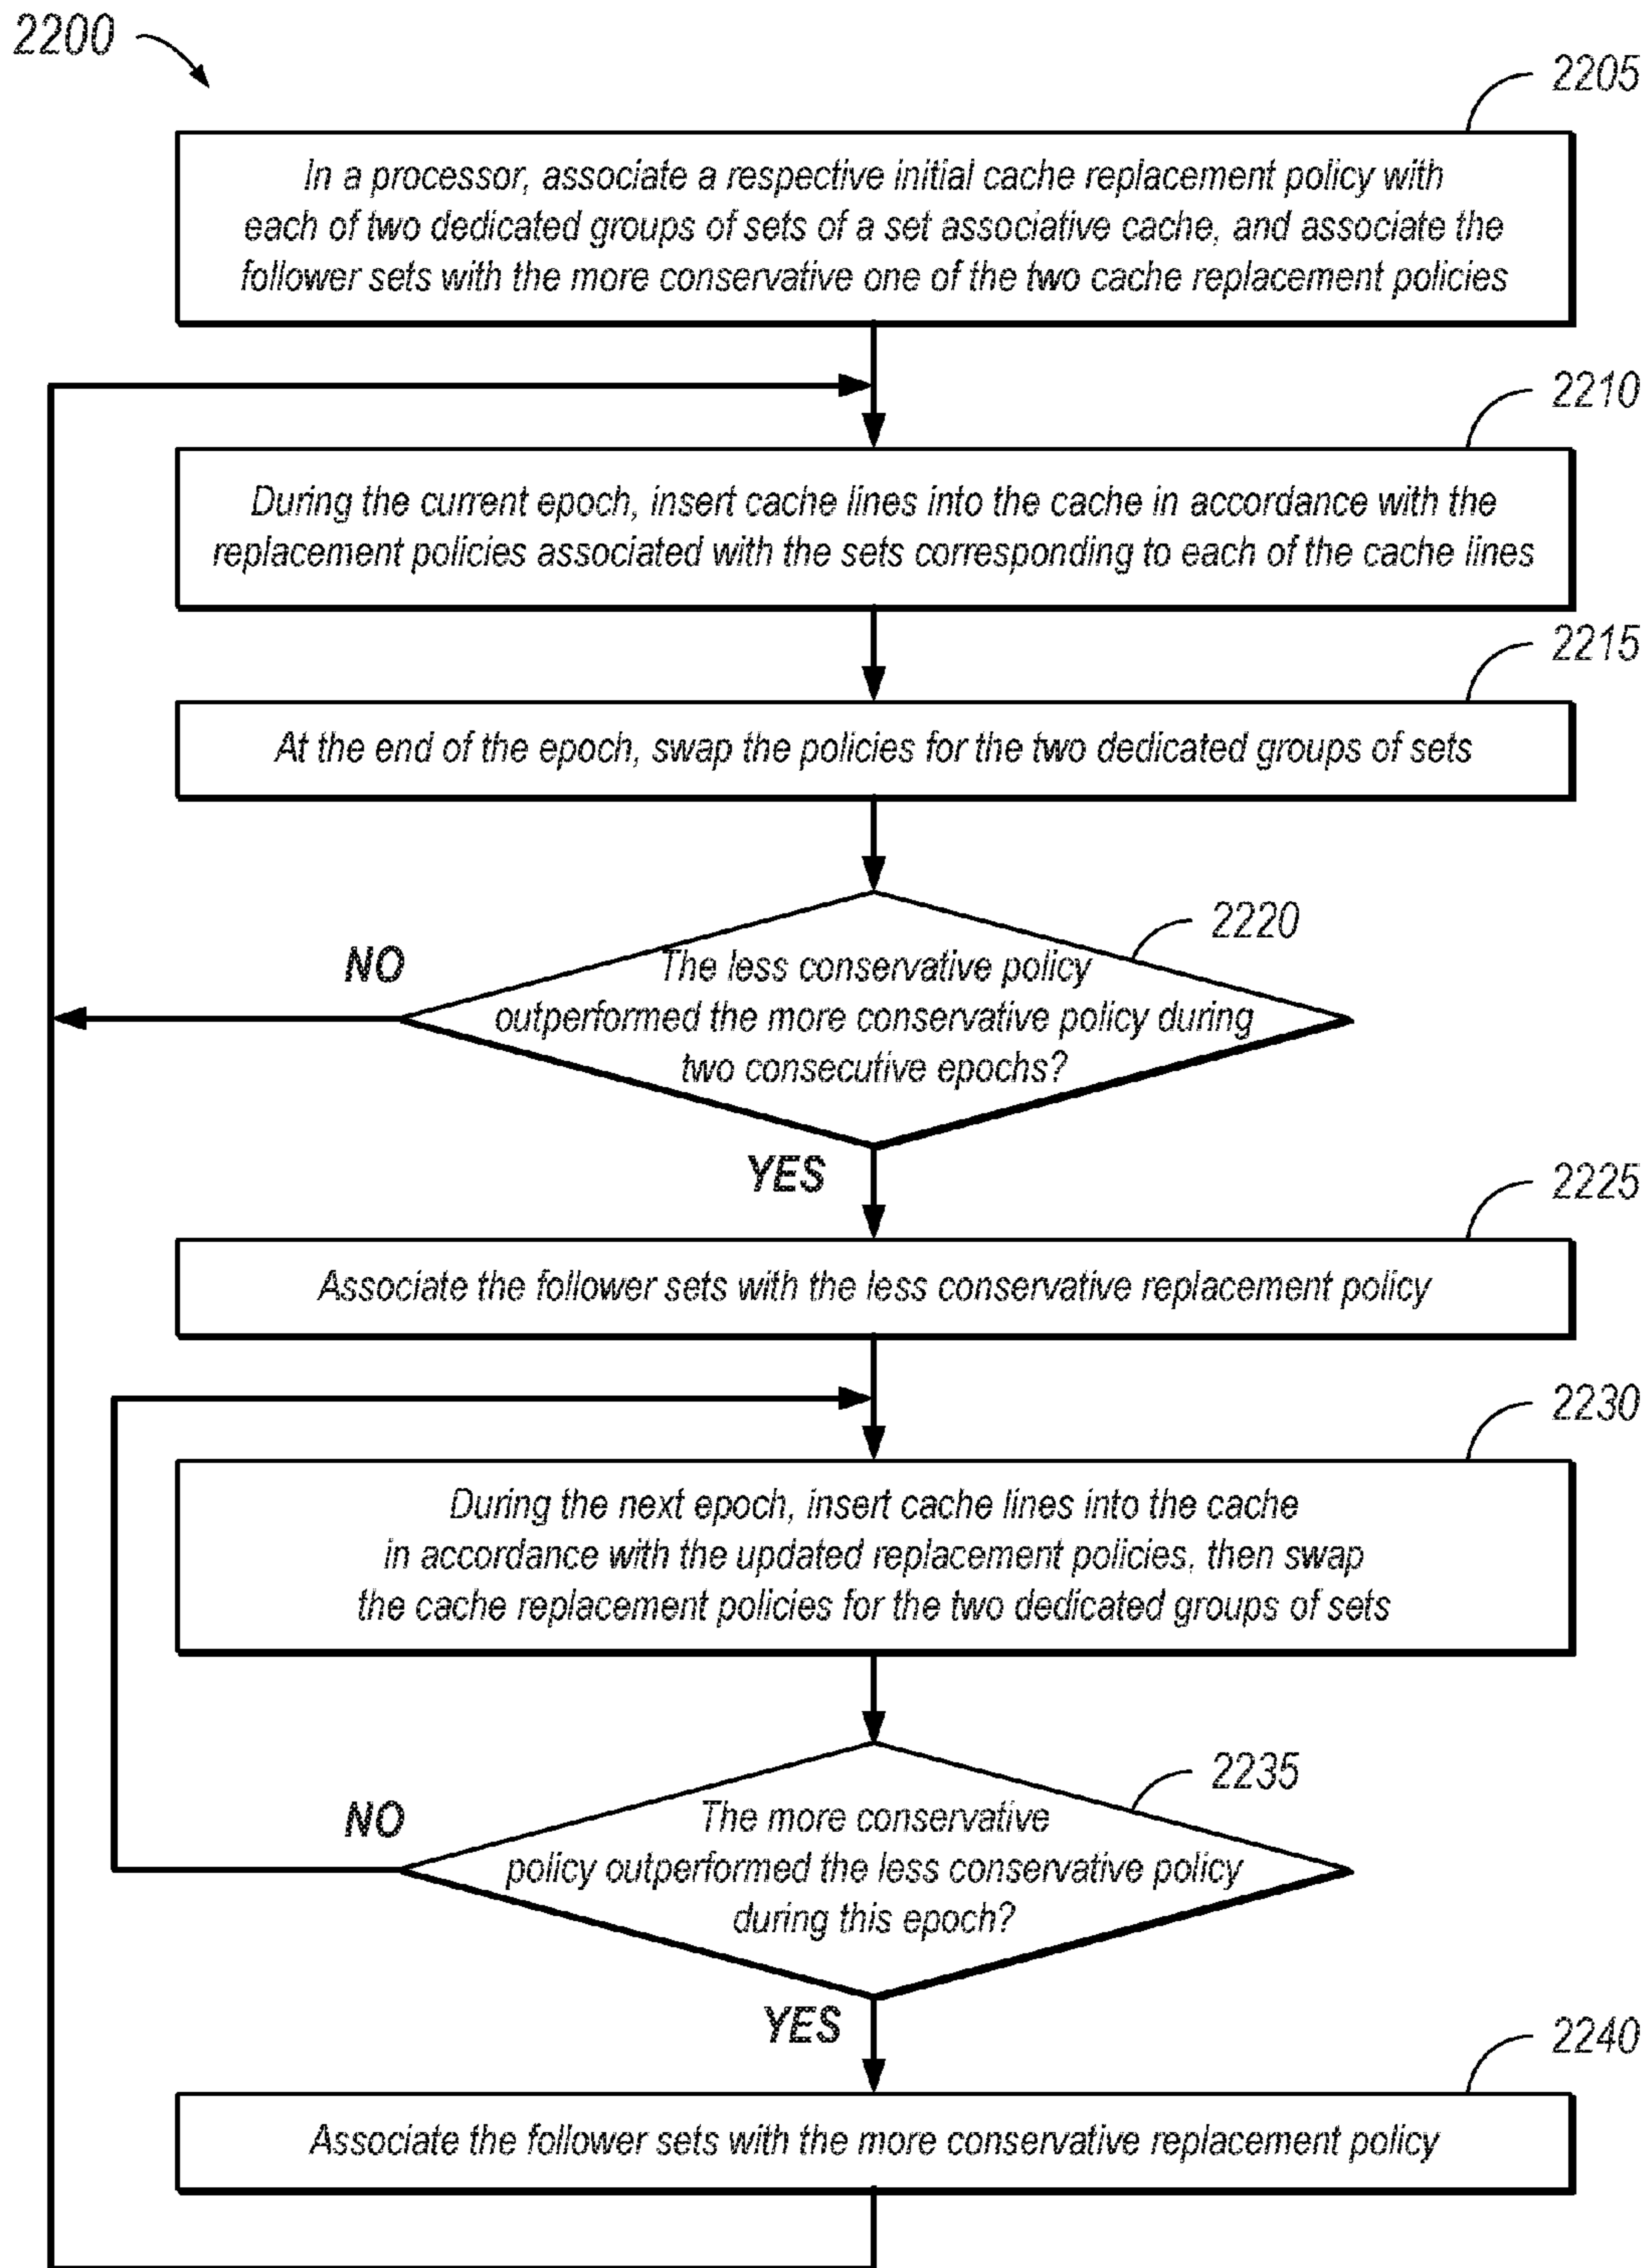 2200
2205
In a processor, associate a respective initial cache replacement policy with
each of two dedicated groups of sets of a set associative cache, and associate the
follower sets with the more conservative one of the two cache replacement policies
2210
During the current epoch, insert cache lines into the cache in accordance with the
replacement policies associated with the sets corresponding to each of the cache lines
2215
At the end of the epoch, swap the policies for the two dedicated groups of sets
2220
NO
The less conservative policy
outperformed the more conservative policy during
two consecutive epochs?
YES
2225
Associate the follower sets with the less conservative replacement policy
2230
During the next epoch, insert cache lines into the cache
in accordance with the updated replacement policies, then swap
the cache replacement policies for the two dedicated groups of sets
2235
NO
The more conservative
policy outperformed the less conservative policy
during this epoch?
YES
2240
Associate the follower sets with the more conservative replacement policy